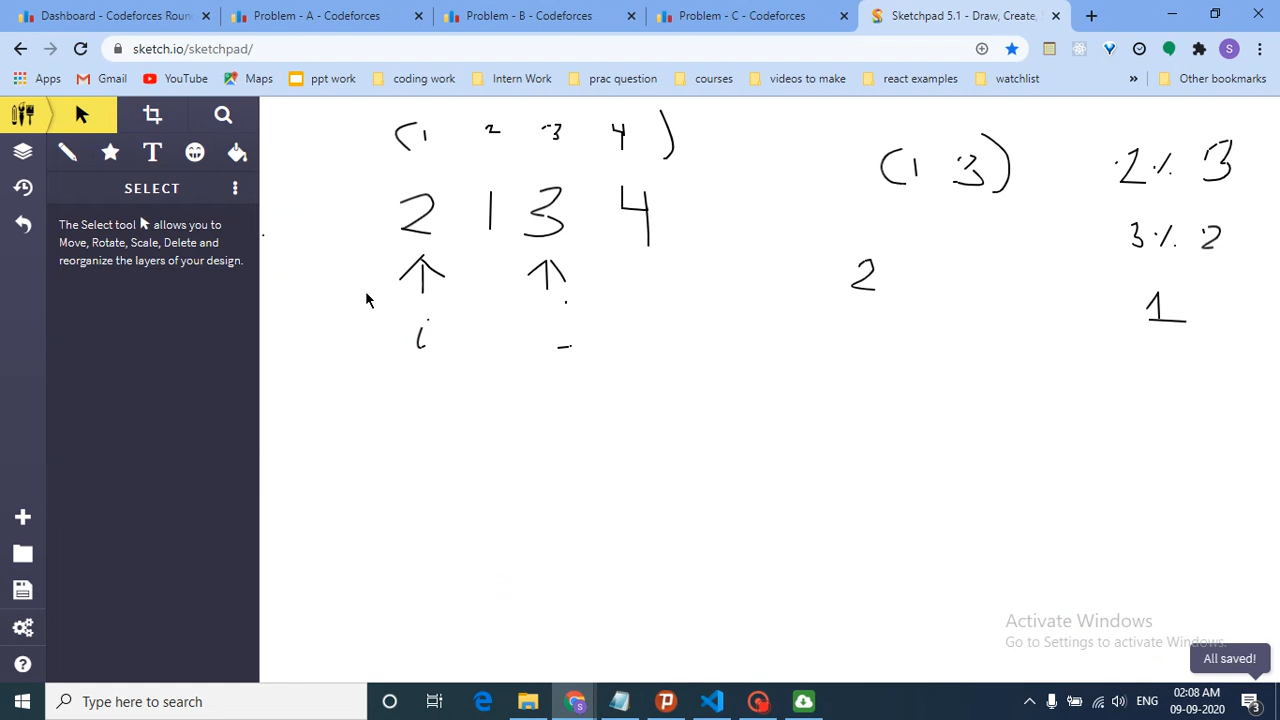 Dashboard - Codeforces Roun
Problem - A - Codeforces
Problem - B - Codeforces
Problem - C - Codeforces
Sketchpad 5.1 - Draw, Create,
sketch.io/sketchpad/
S
Apps
Gmail
YouTube
Maps
ppt work
coding work
Intern Work
prac question
courses
videos to make
react examples
watchlist
»
Other bookmarks
SELECT
The Select tool allows you to
Move, Rotate, Scale, Delete and
reorganize the layers of your design.
(1 2 3 4)
2 1 3 4
i
(1 3)
2
2 % 3
3 % 2
1
Activate Windows
Go to Settings to activate Windows.
All saved!
Type here to search
ENG
02:08 AM
09-09-2020
3